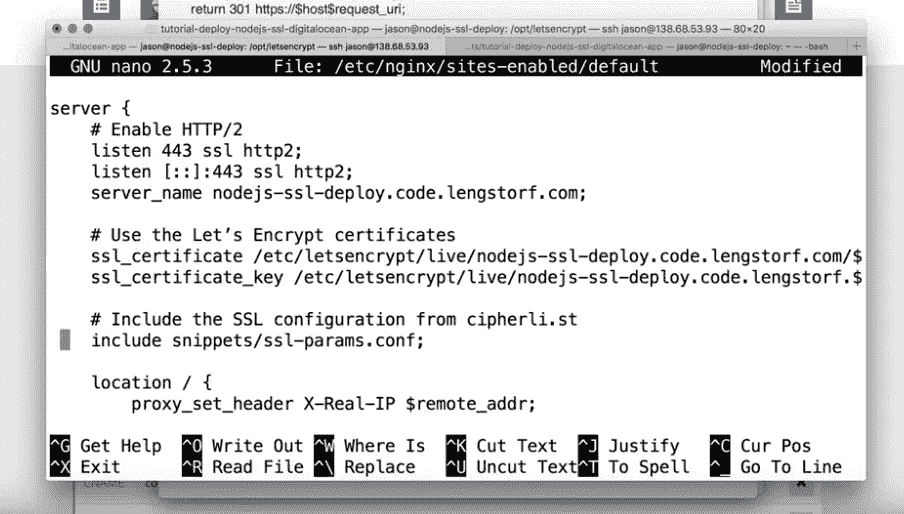 return 301 https://$host$request_uri;
tutorial-deploy-nodejs-ssl-digitalocean-app — jason@nodejs-ssl-deploy: /opt/letsencrypt — ssh jason@138.68.53.93 — 80×20
...italocean-app — jason@nodejs-ssl-deploy: /opt/letsencrypt — ssh jason@138.68.53.93 ...ts/tutorial-deploy-nodejs-ssl-digitalocean-app — jason@nodejs-ssl-deploy: ~ — -bash +
GNU nano 2.5.3 File: /etc/nginx/sites-enabled/default Modified
server {
# Enable HTTP/2
listen 443 ssl http2;
listen [::]:443 ssl http2;
server_name nodejs-ssl-deploy.code.lengstorf.com;
# Use the Let’s Encrypt certificates
ssl_certificate /etc/letsencrypt/live/nodejs-ssl-deploy.code.lengstorf.com/$
ssl_certificate_key /etc/letsencrypt/live/nodejs-ssl-deploy.code.lengstorf.$
# Include the SSL configuration from cipherli.st
include snippets/ssl-params.conf;
location / {
proxy_set_header X-Real-IP $remote_addr;
^G Get Help ^O Write Out ^W Where Is ^K Cut Text ^J Justify ^C Cur Pos
^X Exit ^R Read File ^\ Replace ^U Uncut Text ^T To Spell ^_ Go To Line
CNAME